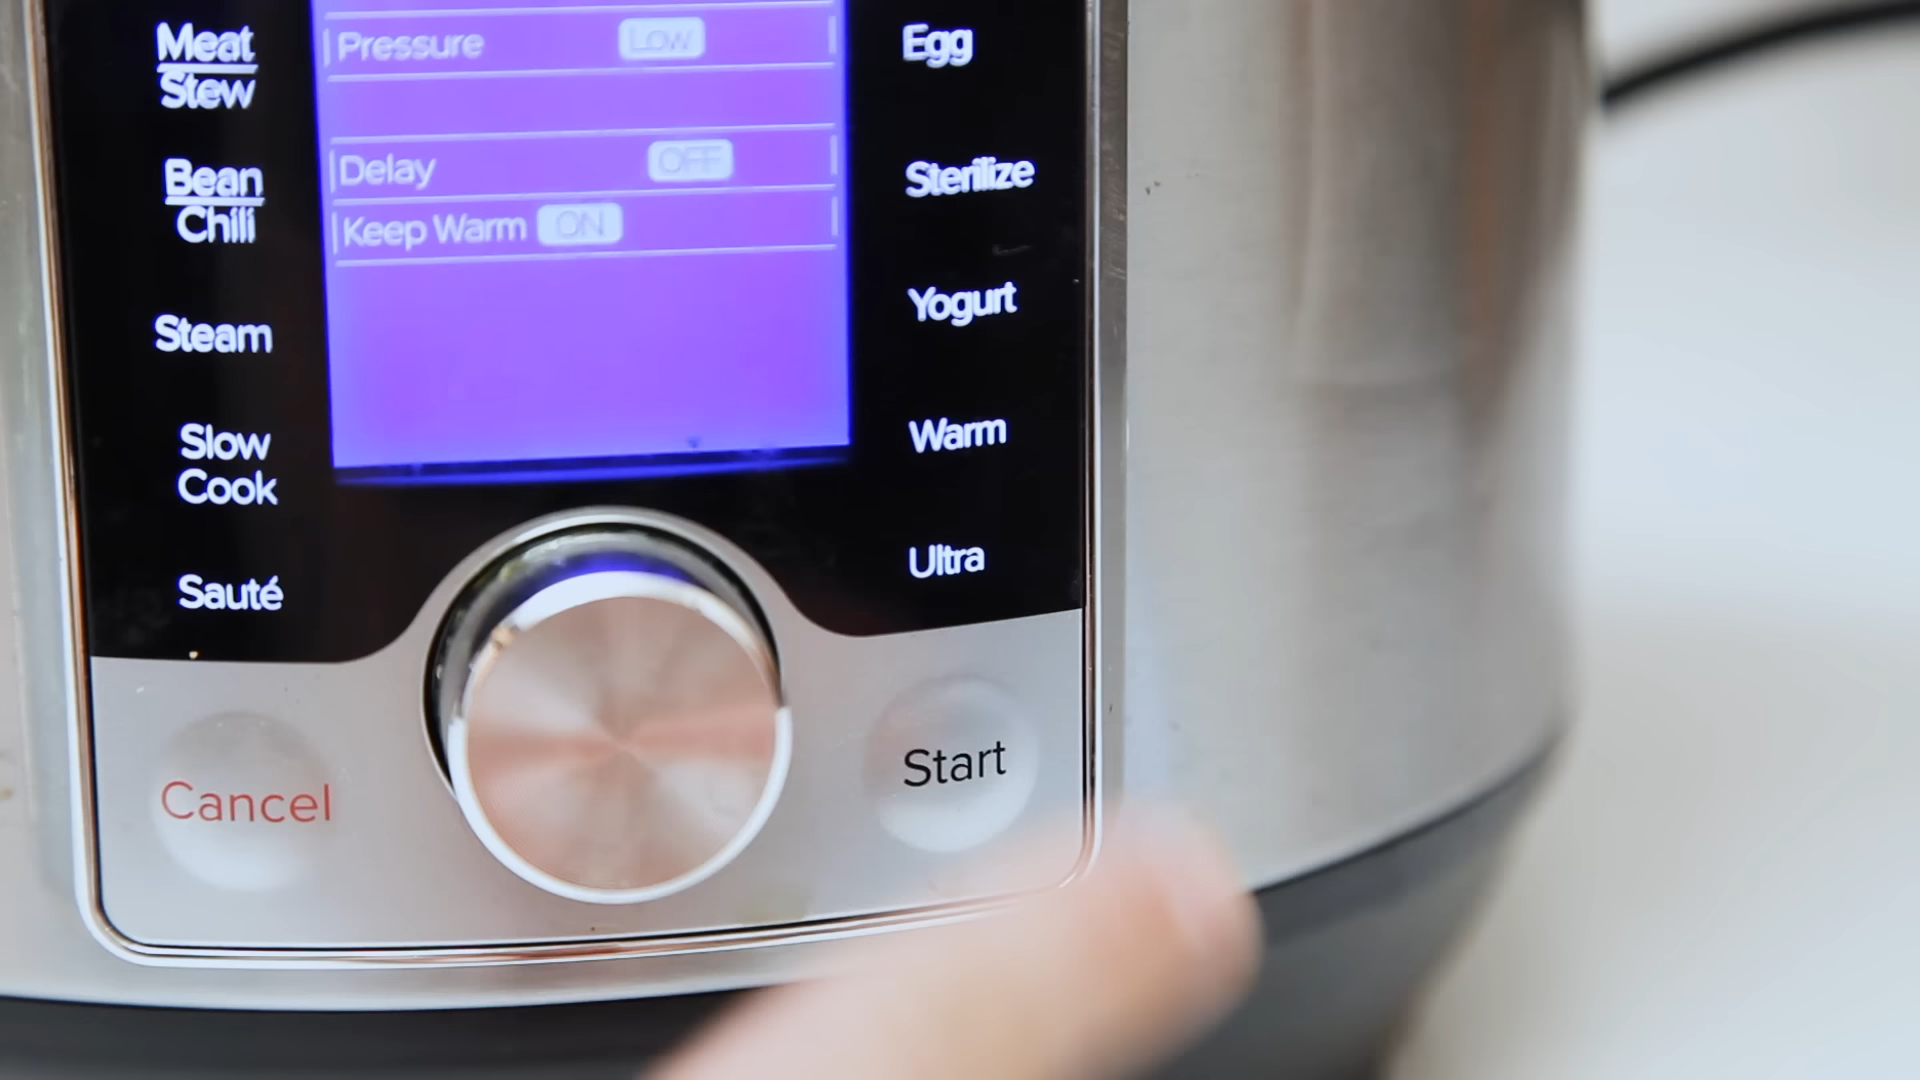 Meat
Stew
Bean
Chili
Steam
Slow
Cook
Sauté
Pressure Low
Delay OFF
Keep Warm ON
Egg
Sterilize
Yogurt
Warm
Ultra
Cancel
Start